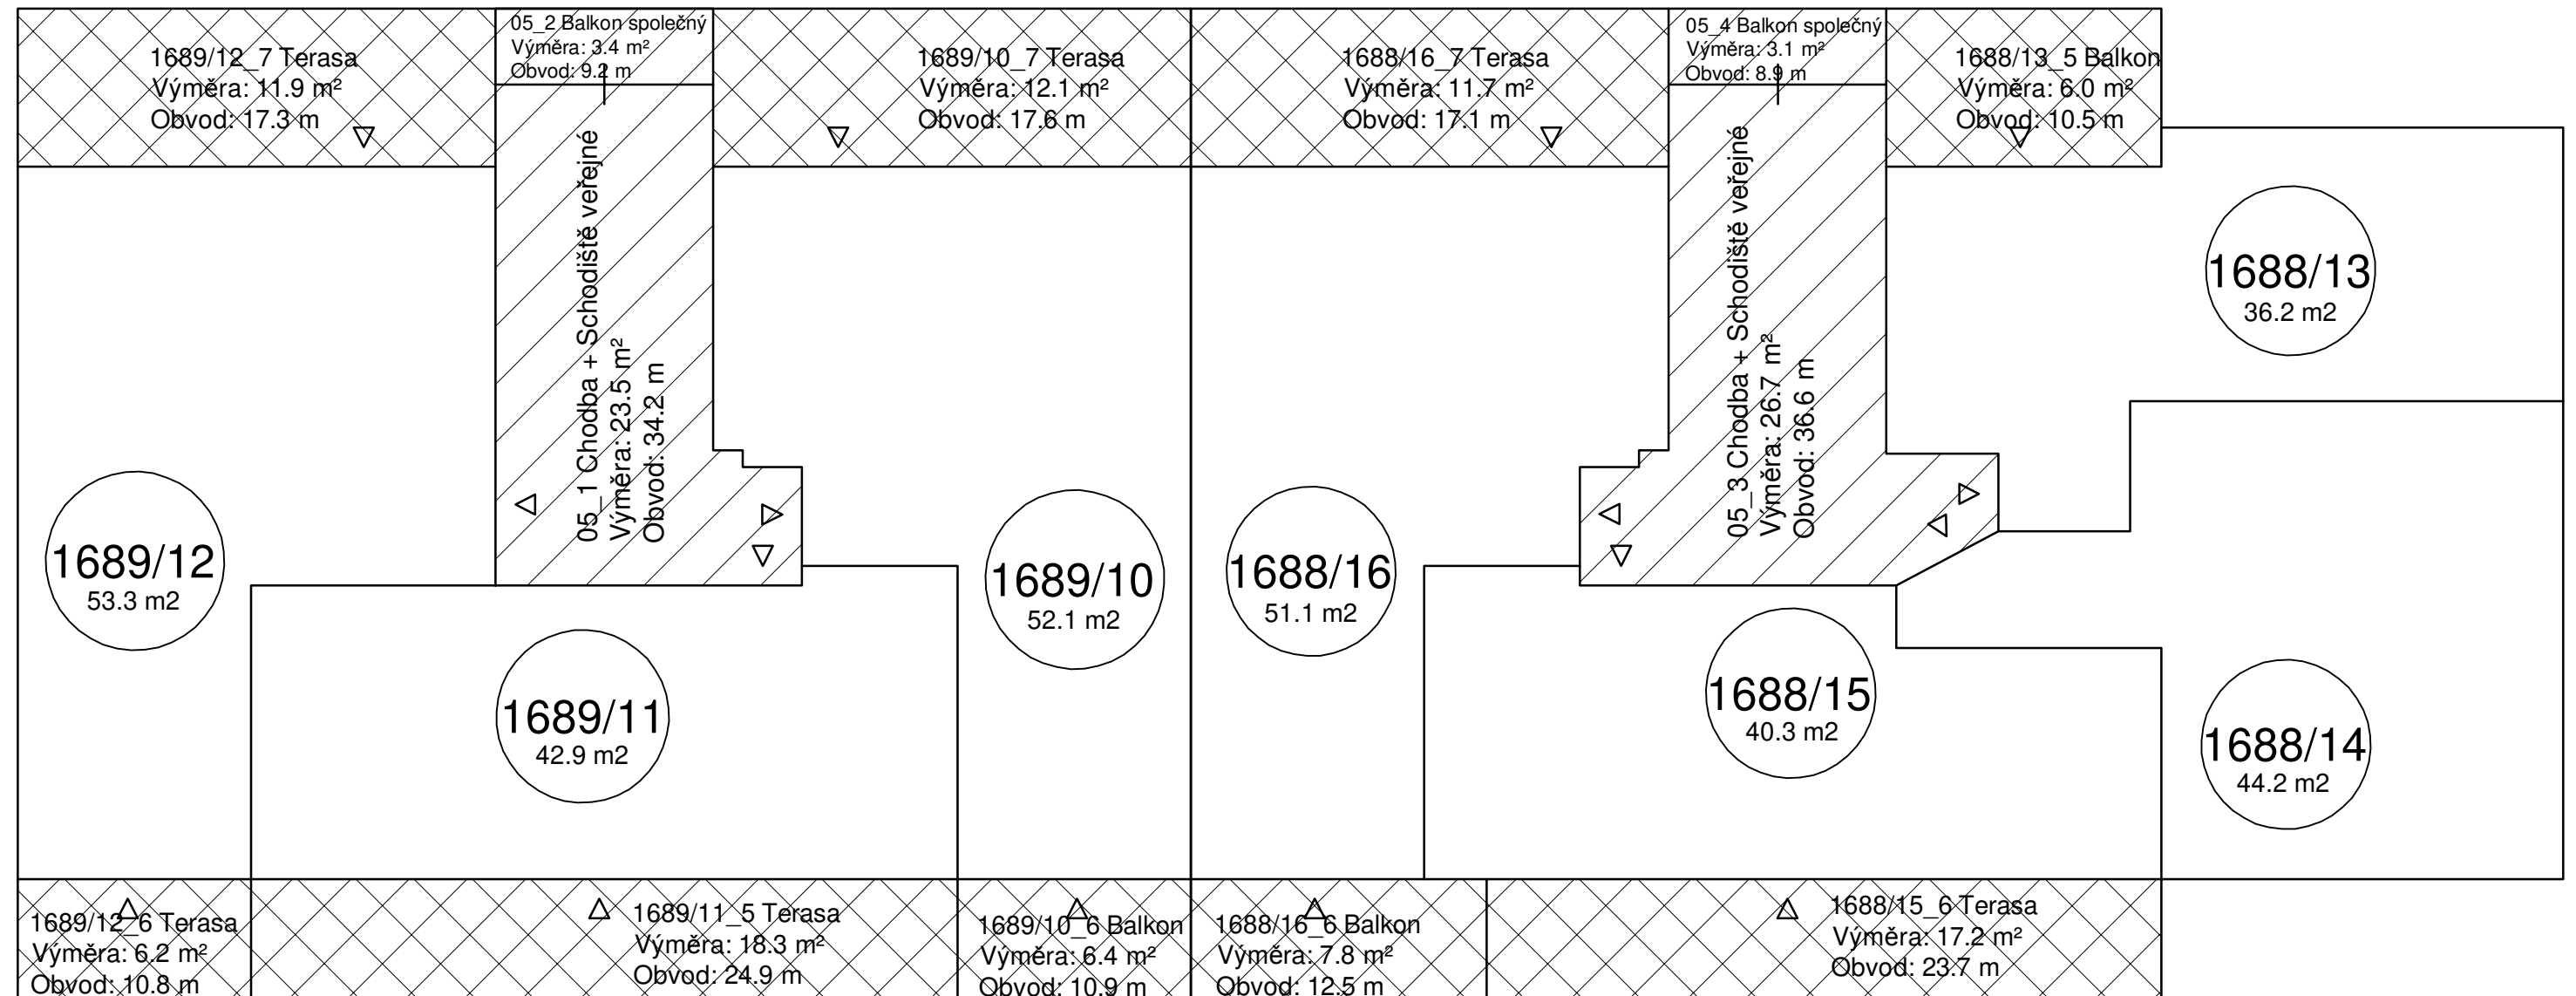 1689/12_7 Terasa
Výměra: 11.9 m²
Obvod: 17.3 m
05_2 Balkon společný
Výměra: 3.4 m²
Obvod: 9.2 m
1689/10_7 Terasa
Výměra: 12.1 m²
Obvod: 17.6 m
1688/16_7 Terasa
Výměra: 11.7 m²
Obvod: 17.1 m
05_4 Balkon společný
Výměra: 3.1 m²
Obvod: 8.9 m
1688/13_5 Balkon
Výměra: 6.0 m²
Obvod: 10.5 m
05_1 Chodba + Schodiště veřejné
Výměra: 23.5 m²
Obvod: 34.2 m
05_3 Chodba + Schodiště veřejné
Výměra: 26.7 m²
Obvod: 36.6 m
1688/13
36.2 m2
1689/12
53.3 m2
1689/10
52.1 m2
1688/16
51.1 m2
1689/11
42.9 m2
1688/15
40.3 m2
1688/14
44.2 m2
1689/12_6 Terasa
Výměra: 6.2 m²
Obvod: 10.8 m
1689/11_5 Terasa
Výměra: 18.3 m²
Obvod: 24.9 m
1689/10_6 Balkon
Výměra: 6.4 m²
Obvod: 10.9 m
1688/16_6 Balkon
Výměra: 7.8 m²
Obvod: 12.5 m
1688/15_6 Terasa
Výměra: 17.2 m²
Obvod: 23.7 m